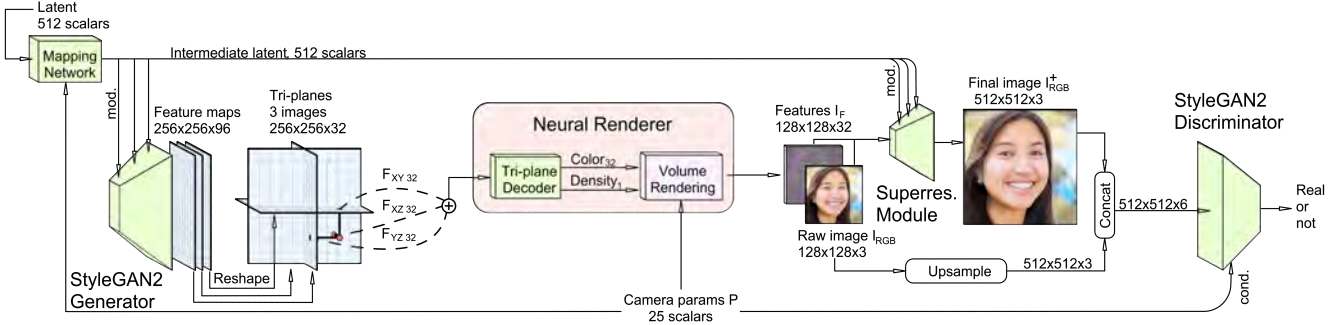 Latent
512 scalars
Mapping
Network
Intermediate latent, 512 scalars
mod.
Feature maps
256x256x96
Tri-planes
3 images
256x256x32
StyleGAN2
Generator
Reshape
F_XY 32
F_XZ 32
F_YZ 32
Neural Renderer
Tri-plane
Decoder
Color_32
Density_1
Volume
Rendering
Camera params P
25 scalars
Features I_F
128x128x32
Raw image I_RGB
128x128x3
mod.
Superres.
Module
Final image I_RGB^+
512x512x3
Upsample
512x512x3
Concat
512x512x6
StyleGAN2
Discriminator
cond.
Real
or
not